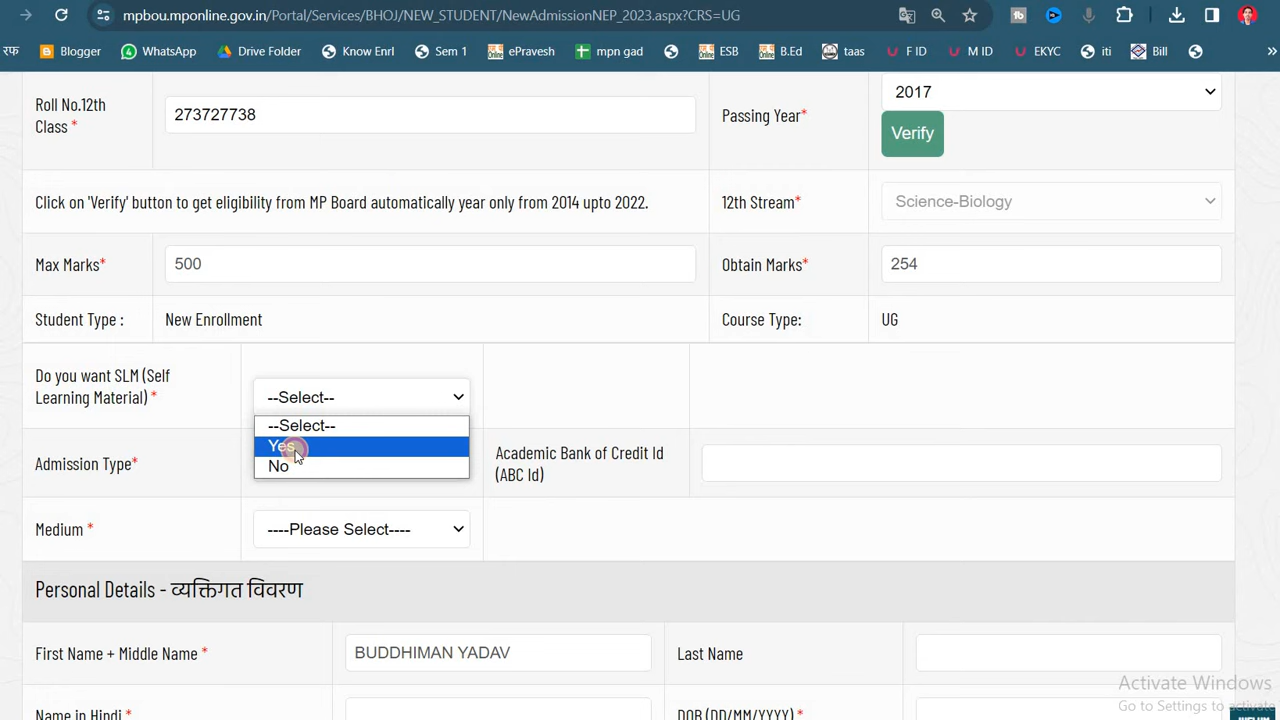 mpbou.mponline.gov.in/Portal/Services/BHOJ/NEW_STUDENT/NewAdmissionNEP_2023.aspx?CRS=UG
रफ Blogger WhatsApp Drive Folder Know Enrl Sem 1 ePravesh mpn gad ESB B.Ed taas F ID M ID EKYC iti Bill »
Roll No.12th Class * 273727738 Passing Year* 2017
Verify
Click on 'Verify' button to get eligibility from MP Board automatically year only from 2014 upto 2022. 12th Stream* Science-Biology
Max Marks* 500 Obtain Marks* 254
Student Type : New Enrollment Course Type: UG
Do you want SLM (Self Learning Material) * --Select--
--Select--
Yes
No
Admission Type* Academic Bank of Credit Id (ABC Id)
Medium * ----Please Select----
Personal Details - व्यक्तिगत विवरण
First Name + Middle Name * BUDDHIMAN YADAV Last Name
Name in Hindi DOB (DD/MM/YYYY) *
Activate Windows
Go to Settings to activate